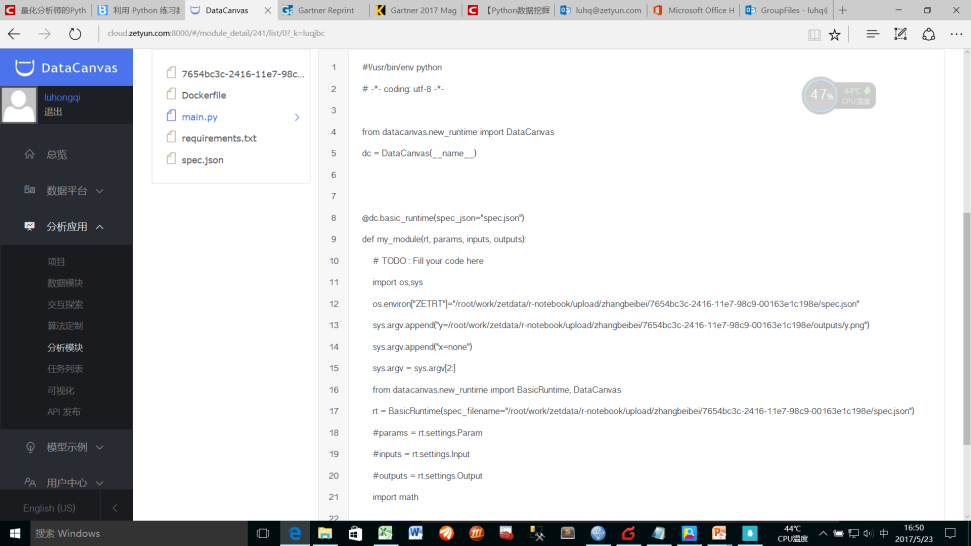 量化分析师的Pyth
利用 Python 练习数
DataCanvas
Gartner Reprint
Gartner 2017 Mag
【Python数据挖掘
luhq@zetyun.com
Microsoft Office H
GroupFiles - luhq(
cloud.zetyun.com:8000/#/module_detail/241/list/0?_k=luqjbc
DataCanvas
luhongqi
退出
总览
数据平台
分析应用
项目
数据模块
交互探索
算法定制
分析模块
任务列表
可视化
API 发布
模型示例
用户中心
English (US)
7654bc3c-2416-11e7-98c...
Dockerfile
main.py
requirements.txt
spec.json
1 #!/usr/bin/env python
2 # -*- coding: utf-8 -*-
3
4 from datacanvas.new_runtime import DataCanvas
5 dc = DataCanvas(__name__)
6
7
8 @dc.basic_runtime(spec_json="spec.json")
9 def my_module(rt, params, inputs, outputs):
10 # TODO : Fill your code here
11 import os,sys
12 os.environ["ZETRT"]="/root/work/zetdata/r-notebook/upload/zhangbeibei/7654bc3c-2416-11e7-98c9-00163e1c198e/spec.json"
13 sys.argv.append("y=/root/work/zetdata/r-notebook/upload/zhangbeibei/7654bc3c-2416-11e7-98c9-00163e1c198e/outputs/y.png")
14 sys.argv.append("x=none")
15 sys.argv = sys.argv[2:]
16 from datacanvas.new_runtime import BasicRuntime, DataCanvas
17 rt = BasicRuntime(spec_filename="/root/work/zetdata/r-notebook/upload/zhangbeibei/7654bc3c-2416-11e7-98c9-00163e1c198e/spec.json")
18 #params = rt.settings.Param
19 #inputs = rt.settings.Input
20 #outputs = rt.settings.Output
21 import math
22
47%
44℃
CPU温度
搜索 Windows
44℃
CPU温度
中
16:50
2017/5/23